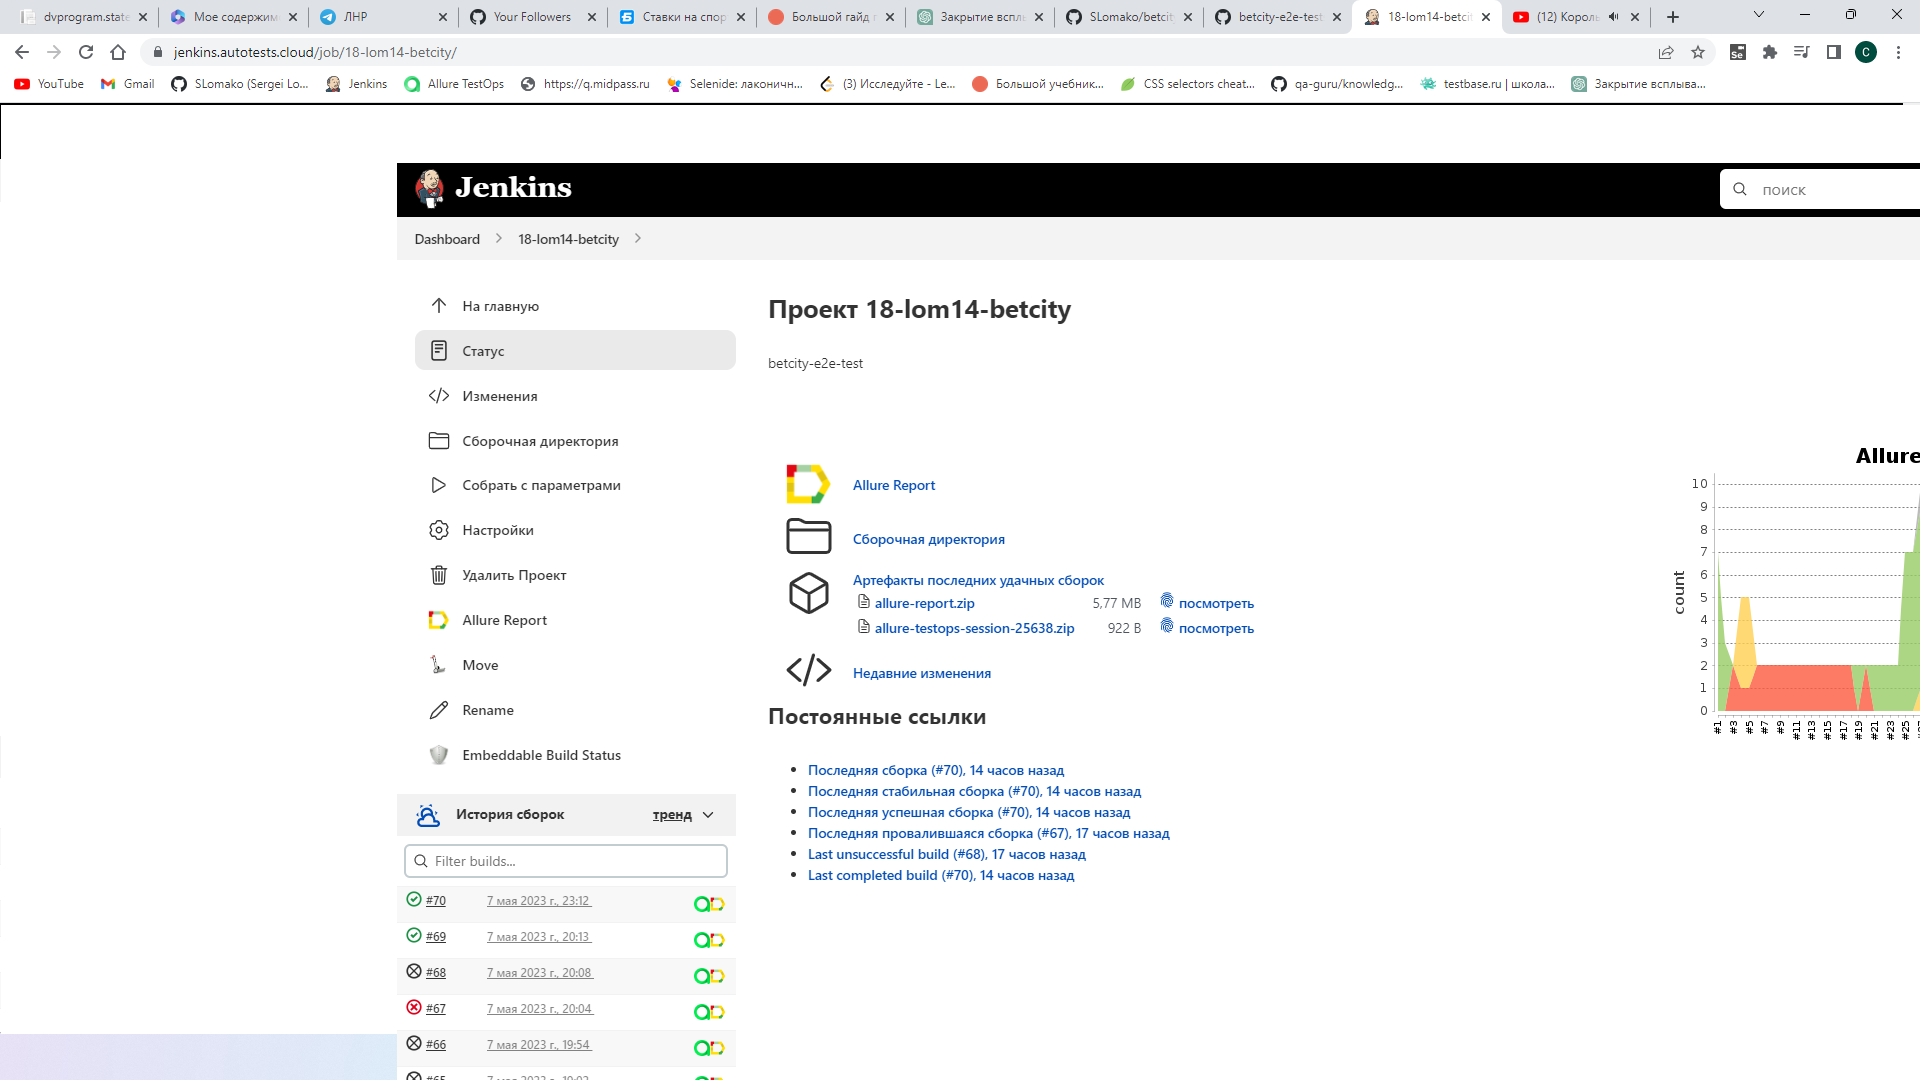 dvprogram.state
Мое содержим
ЛНР
Your Followers
Ставки на спор
Большой гайд
Закрытие вспль
SLomako/betcit
betcity-e2e-test
18-lom14-betcit
(12) Король
jenkins.autotests.cloud/job/18-lom14-betcity/
C
YouTube
Gmail
SLomako (Sergei Lo...
Jenkins
Allure TestOps
https://q.midpass.ru
Selenide: лаконичн...
(3) Исследуйте - Le...
Большой учебник...
CSS selectors cheat...
qa-guru/knowledg...
testbase.ru | школа...
Закрытие всплыва...
Jenkins
поиск
Dashboard
18-lom14-betcity
На главную
Статус
Изменения
Сборочная директория
Собрать с параметрами
Настройки
Удалить Проект
Allure Report
Move
Rename
Embeddable Build Status
История сборок
тренд
Filter builds...
#70 7 мая 2023 г., 23:12
#69 7 мая 2023 г., 20:13
#68 7 мая 2023 г., 20:08
#67 7 мая 2023 г., 20:04
#66 7 мая 2023 г., 19:54
#65 7 мая 2023 г., 19:02
Проект 18-lom14-betcity
betcity-e2e-test
Allure Report
Сборочная директория
Артефакты последних удачных сборок
allure-report.zip 5,77 MB посмотреть
allure-testops-session-25638.zip 922 B посмотреть
Недавние изменения
Постоянные ссылки
Последняя сборка (#70), 14 часов назад
Последняя стабильная сборка (#70), 14 часов назад
Последняя успешная сборка (#70), 14 часов назад
Последняя провалившаяся сборка (#67), 17 часов назад
Last unsuccessful build (#68), 17 часов назад
Last completed build (#70), 14 часов назад
Allure
count
10
9
8
7
6
5
4
3
2
1
0
#1
#3
#5
#7
#9
#11
#13
#15
#17
#19
#21
#23
#25